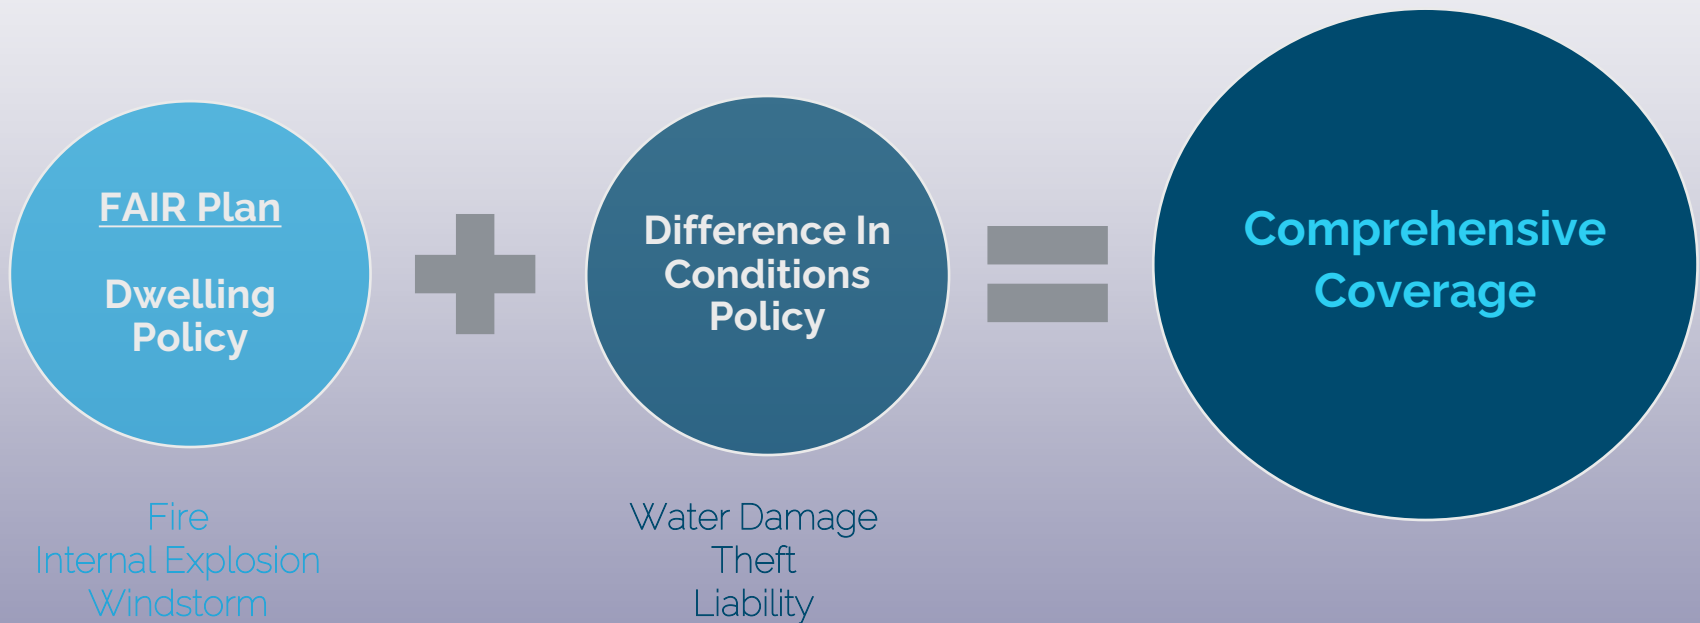 FAIR Plan
Dwelling
Policy
Fire
Internal Explosion
Windstorm
Difference In
Conditions
Policy
Water Damage
Theft
Liability
Comprehensive
Coverage